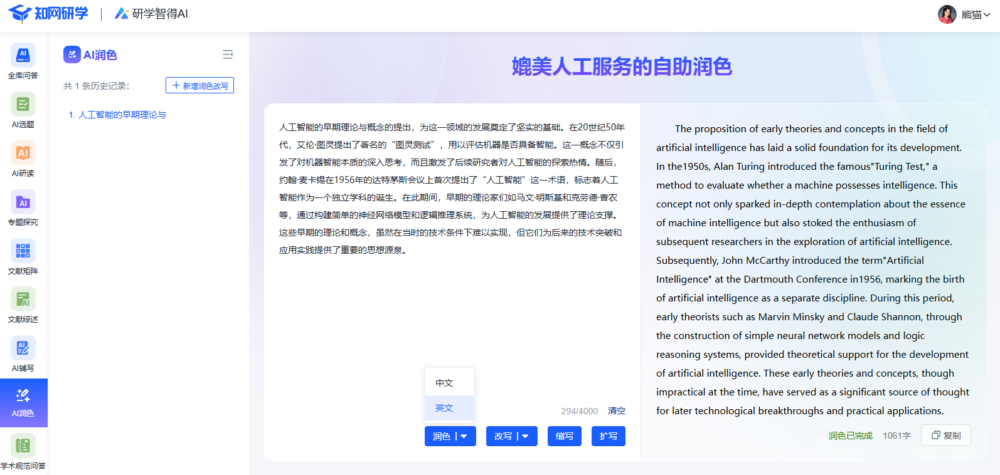 知网研学
研学智得AI
熊猫
全库问答
AI选题
AI研读
专题探究
文献矩阵
文献综述
AI辅写
AI润色
学术规范问答
AI润色
共 1 条历史记录：
新增润色改写
1. 人工智能的早期理论与
媲美人工服务的自助润色
人工智能的早期理论与概念的提出，为这一领域的发展奠定了坚实的基础。在20世纪50年
代，艾伦·图灵提出了著名的“图灵测试”，用以评估机器是否具备智能。这一概念不仅引
发了对机器智能本质的深入思考，而且激发了后续研究者对人工智能的探索热情。随后，
约翰·麦卡锡在1956年的达特茅斯会议上首次提出了“人工智能”这一术语，标志着人工
智能作为一个独立学科的诞生。在此期间，早期的理论家们如马文·明斯基和克劳德·香农
等，通过构建简单的神经网络模型和逻辑推理系统，为人工智能的发展提供了理论支撑。
这些早期的理论和概念，虽然在当时的技术条件下难以实现，但它们为后来的技术突破和
应用实践提供了重要的思想源泉。
中文
英文
294/4000 清空
润色
改写
缩写
扩写
The proposition of early theories and concepts in the field of
artificial intelligence has laid a solid foundation for its development.
In the1950s, Alan Turing introduced the famous"Turing Test," a
method to evaluate whether a machine possesses intelligence. This
concept not only sparked in-depth contemplation about the essence
of machine intelligence but also stoked the enthusiasm of
subsequent researchers in the exploration of artificial intelligence.
Subsequently, John McCarthy introduced the term"Artificial
Intelligence" at the Dartmouth Conference in1956, marking the birth
of artificial intelligence as a separate discipline. During this period,
early theorists such as Marvin Minsky and Claude Shannon, through
the construction of simple neural network models and logic
reasoning systems, provided theoretical support for the development
of artificial intelligence. These early theories and concepts, though
impractical at the time, have served as a significant source of thought
for later technological breakthroughs and practical applications.
润色已完成 1061字 复制